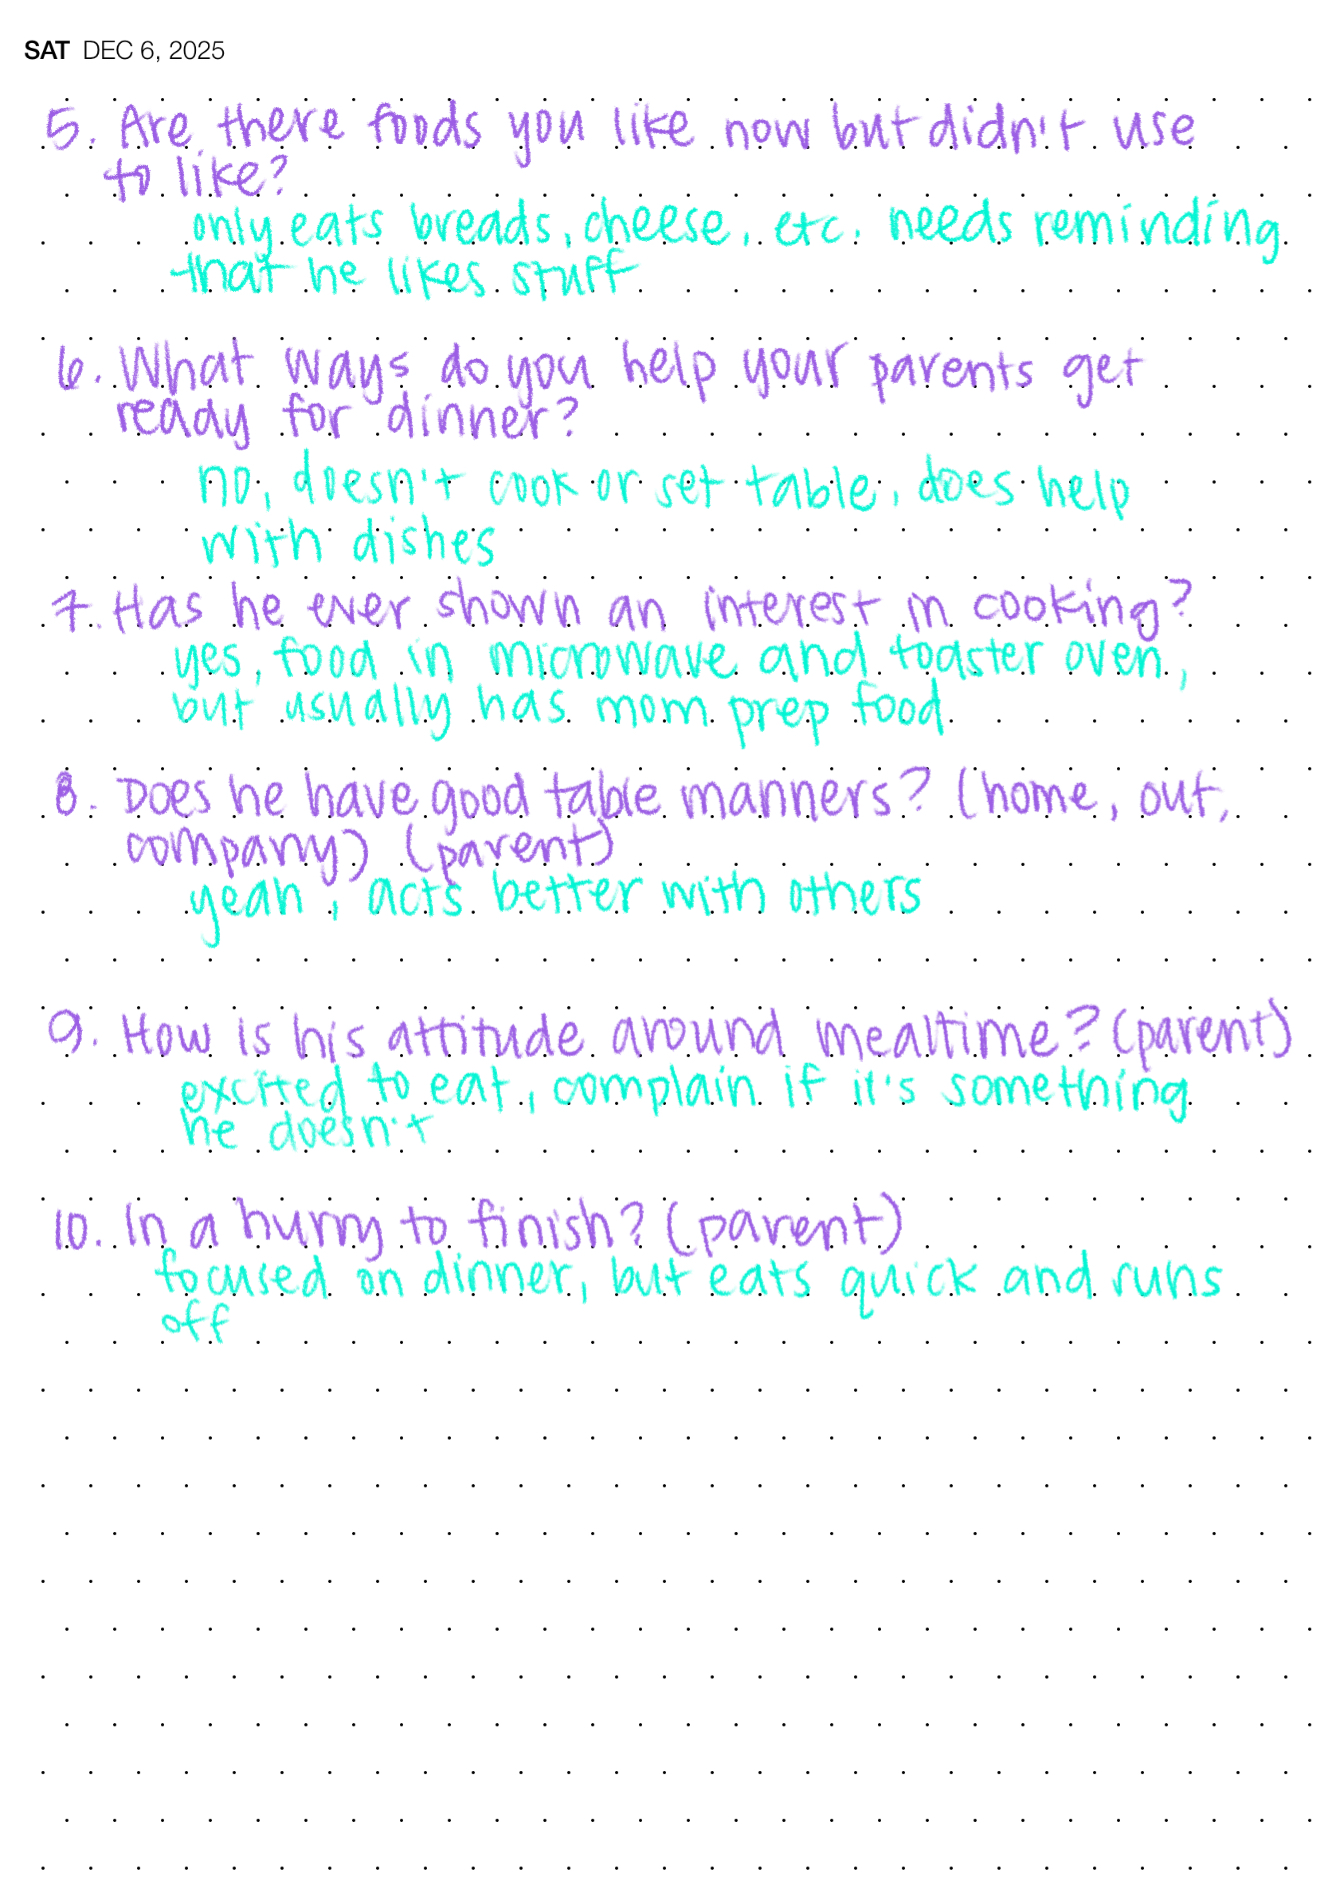 SAT DEC 6, 2025
5. Are there foods you like now but didn't use
to like?
only eats breads, cheese, etc. needs reminding
that he likes stuff
6. What ways do you help your parents get
ready for dinner?
no, doesn't cook or set table, does help
with dishes
7. Has he ever shown an interest in cooking?
yes, food in microwave and toaster oven,
but usually has mom prep food
8. Does he have good table manners? (home, out,
company) (parent)
yeah, acts better with others
9. How is his attitude around mealtime? (parent)
excited to eat, complain if it's something
he doesn't
10. In a hurry to finish? (parent)
focused on dinner, but eats quick and runs
off